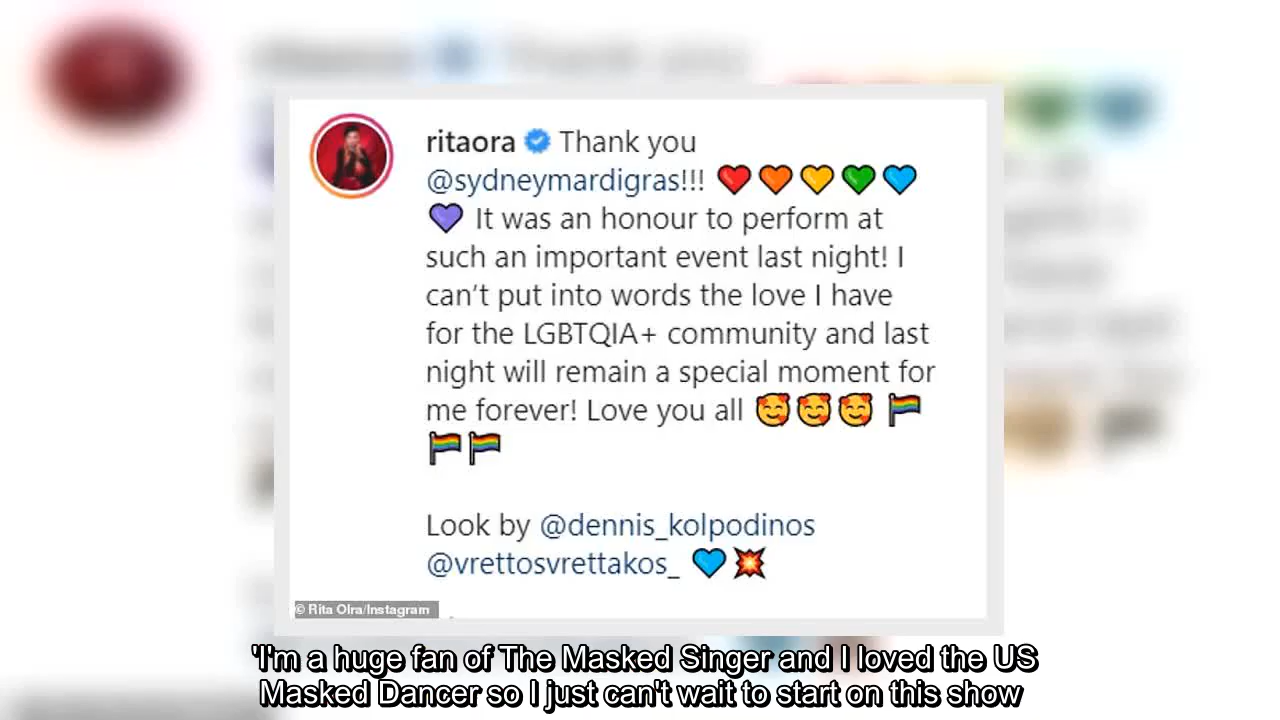 ritaora Thank you
@sydneymardigras!!! ❤️🧡💛💚💙
💜 It was an honour to perform at
such an important event last night! I
can't put into words the love I have
for the LGBTQIA+ community and last
night will remain a special moment for
me forever! Love you all 🥰🥰🥰 🏳️‍🌈
🏳️‍🌈🏳️‍🌈
Look by @dennis_kolpodinos
@vrettosvrettakos_ 💙💥
© Rita Olra/Instagram
'I'm a huge fan of The Masked Singer and I loved the US
Masked Dancer so I just can't wait to start on this show